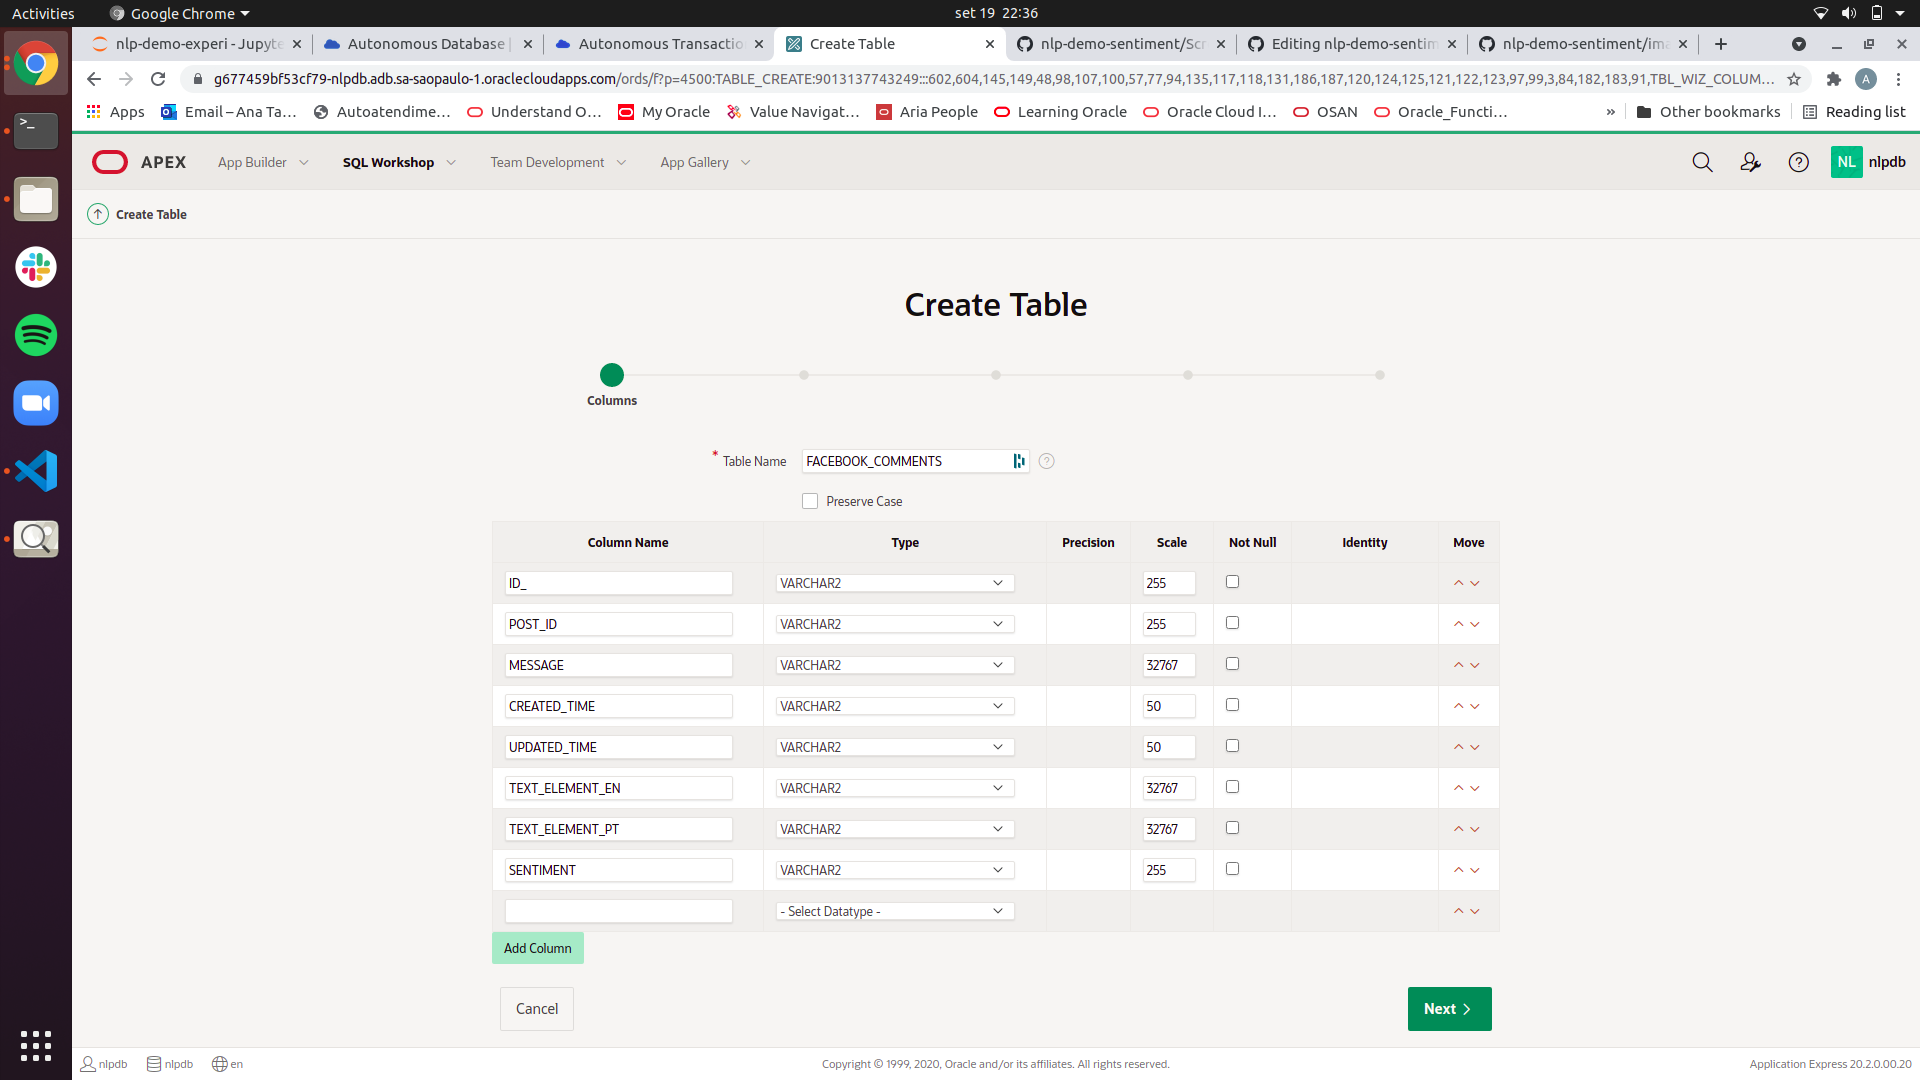 Activities Google Chrome set 19 22:36
nlp-demo-experi - Jupyte Autonomous Database | Autonomous Transactio Create Table nlp-demo-sentiment/Scr Editing nlp-demo-sentim nlp-demo-sentiment/ima
g677459bf53cf79-nlpdb.adb.sa-saopaulo-1.oraclecloudapps.com/ords/f?p=4500:TABLE_CREATE:9013137743249:::602,604,145,149,48,98,107,100,57,77,94,135,117,118,131,186,187,120,124,125,121,122,123,97,99,3,84,182,183,91,TBL_WIZ_COLUM... A
Apps Email – Ana Ta... Autoatendime... Understand O... My Oracle Value Navigat... Aria People Learning Oracle Oracle Cloud I... OSAN Oracle_Functi... » Other bookmarks Reading list
APEX App Builder SQL Workshop Team Development App Gallery NL nlpdb
Create Table
Create Table
Columns
* Table Name FACEBOOK_COMMENTS ?
Preserve Case
Column Name Type Precision Scale Not Null Identity Move
ID_ VARCHAR2 255
POST_ID VARCHAR2 255
MESSAGE VARCHAR2 32767
CREATED_TIME VARCHAR2 50
UPDATED_TIME VARCHAR2 50
TEXT_ELEMENT_EN VARCHAR2 32767
TEXT_ELEMENT_PT VARCHAR2 32767
SENTIMENT VARCHAR2 255
- Select Datatype -
Add Column
Cancel Next
nlpdb nlpdb en Copyright © 1999, 2020, Oracle and/or its affiliates. All rights reserved. Application Express 20.2.0.00.20